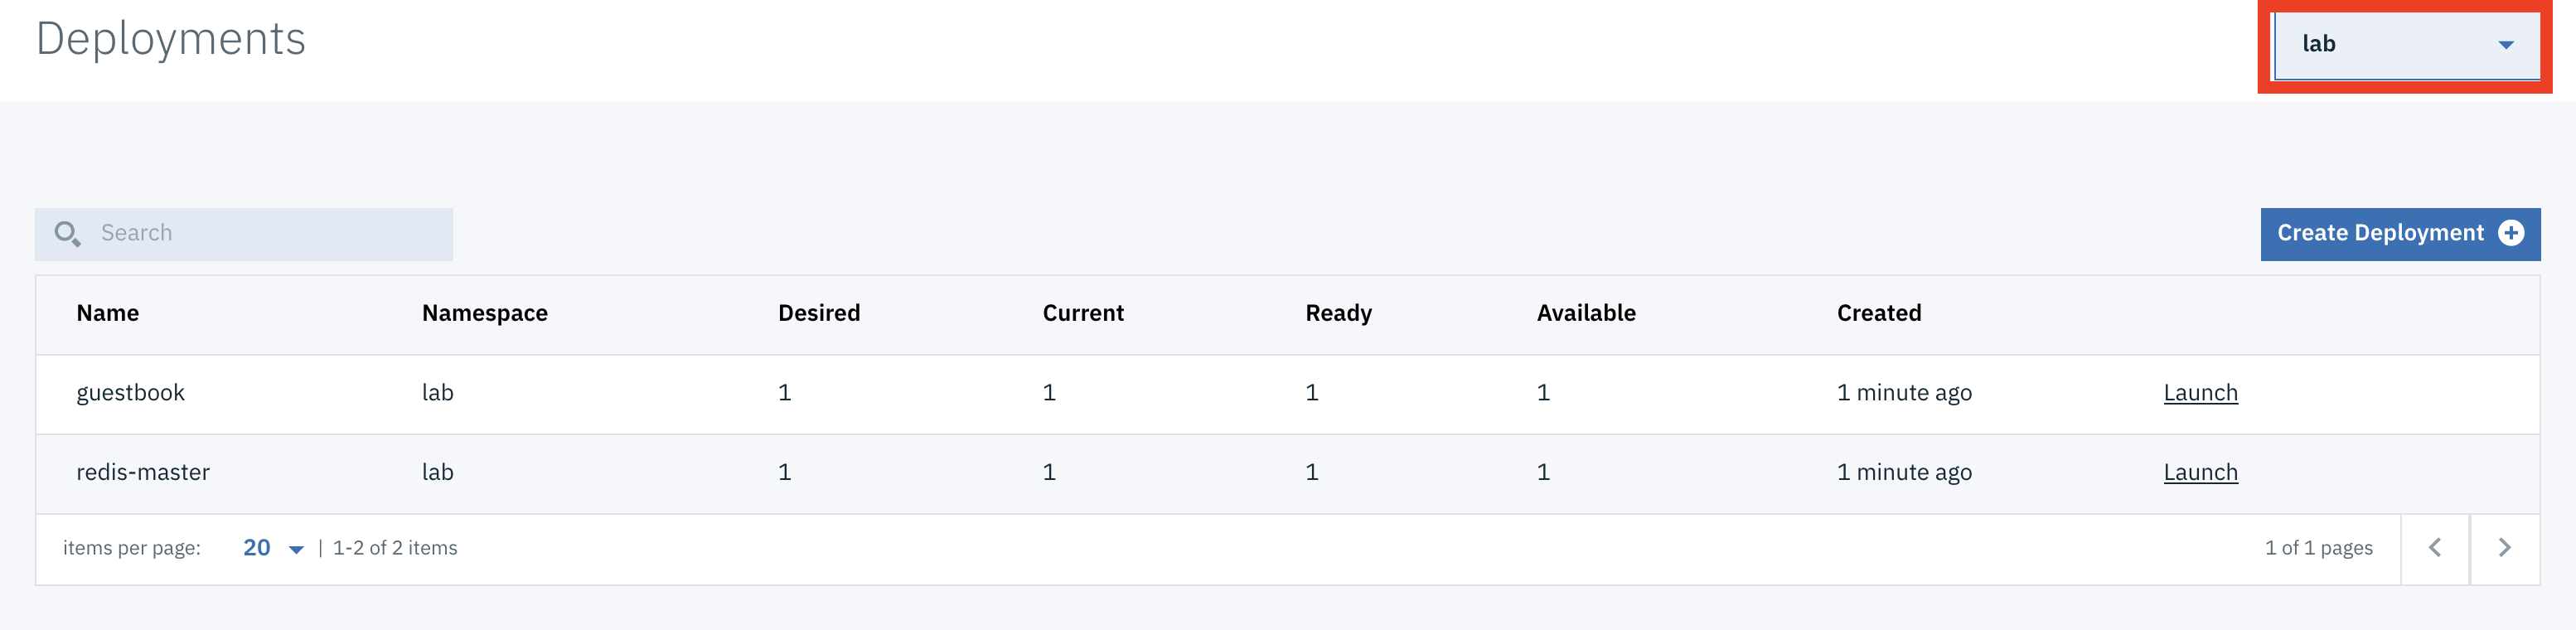 Deployments
lab
Search
Create Deployment
Name Namespace Desired Current Ready Available Created
guestbook lab 1 1 1 1 1 minute ago Launch
redis-master lab 1 1 1 1 1 minute ago Launch
items per page: 20 | 1-2 of 2 items 1 of 1 pages